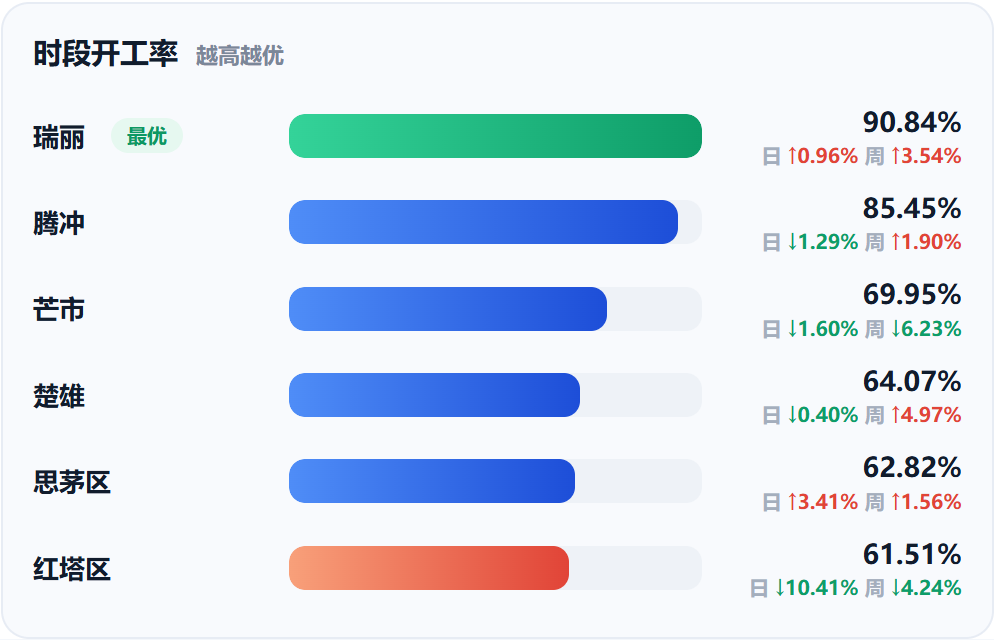 时段开工率 越高越优
瑞丽 最优 90.84%
日 ↑0.96% 周 ↑3.54%
腾冲 85.45%
日 ↓1.29% 周 ↑1.90%
芒市 69.95%
日 ↓1.60% 周 ↓6.23%
楚雄 64.07%
日 ↓0.40% 周 ↑4.97%
思茅区 62.82%
日 ↑3.41% 周 ↑1.56%
红塔区 61.51%
日 ↓10.41% 周 ↓4.24%